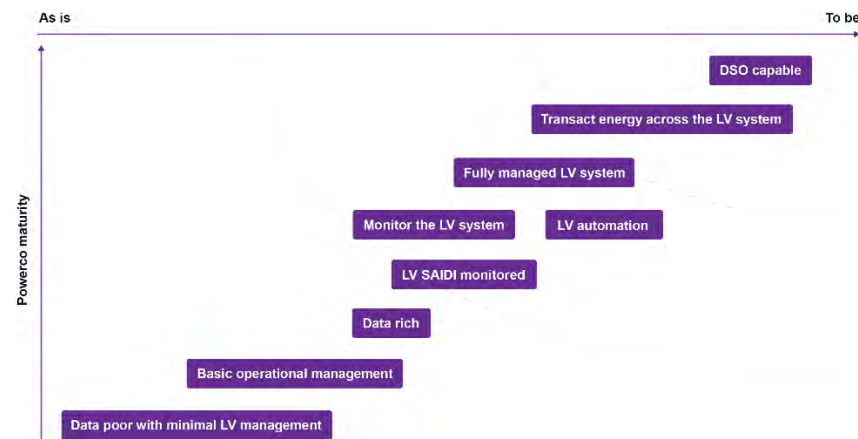 As is
To be
DSO capable
Transact energy across the LV system
Fully managed LV system
Monitor the LV system
LV automation
LV SAIDI monitored
Data rich
Basic operational management
Data poor with minimal LV management
Powerco maturity